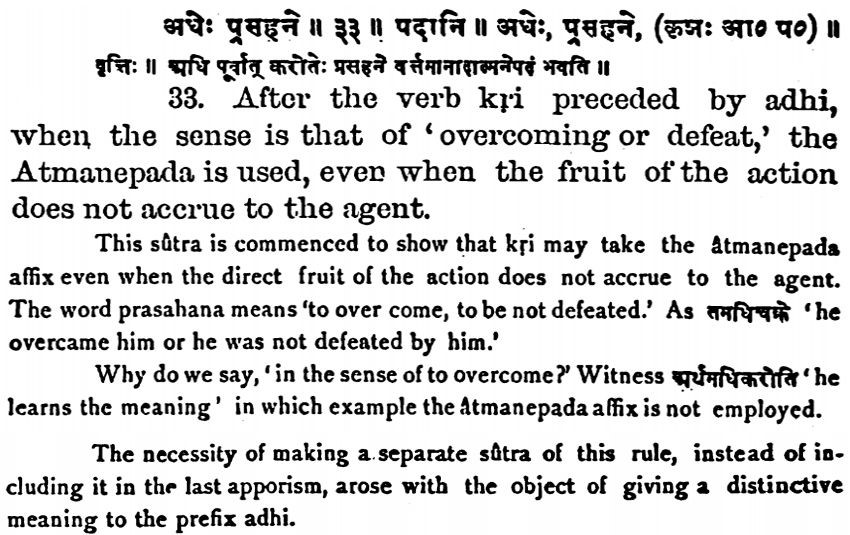 अधेः प्रसहने ॥ ३३ ॥ पदानि ॥ अधेः, प्रसहने, (कृञः आ० प०) ॥
वृत्तिः ॥ अधि पूर्वात् करोतेः प्रसहने वर्त्तमानादात्मनेपदं भवति ॥
33. After the verb kṛi preceded by adhi,
when the sense is that of ‘overcoming or defeat,’ the
Atmanepada is used, even when the fruit of the action
does not accrue to the agent.
This sûtra is commenced to show that kṛi may take the âtmanepada
affix even when the direct fruit of the action does not accrue to the agent.
The word prasahana means ‘to over come, to be not defeated.’ As तमधिचक्रे ‘he
overcame him or he was not defeated by him.’
Why do we say, ‘in the sense of to overcome?’ Witness अर्थमधिकरोति ‘he
learns the meaning’ in which example the âtmanepada affix is not employed.
The necessity of making a separate sûtra of this rule, instead of in-
cluding it in the last apporism, arose with the object of giving a distinctive
meaning to the prefix adhi.